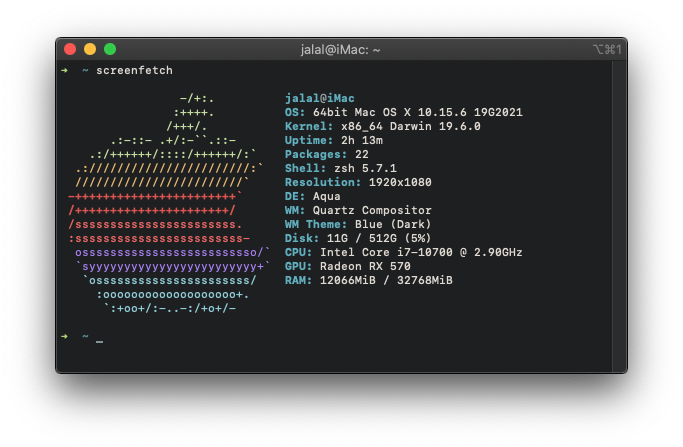 jalal@iMac: ~
⌥⌘1
➜ ~ screenfetch
-/+:.
:++++.
/+++/.
.:-::- .+/:-``.::-
.:/++++++/::::/++++++/:`
.:///////////////////////:`
////////////////////////`
-+++++++++++++++++++++++`
/++++++++++++++++++++++/
/sssssssssssssssssssssss.
:ssssssssssssssssssssssss-
osssssssssssssssssssssssso/`
`syyyyyyyyyyyyyyyyyyyyyyyy+`
`ossssssssssssssssssssss/
:ooooooooooooooooooo+.
`:+oo+/:-..-:/+o+/-
jalal@iMac
OS: 64bit Mac OS X 10.15.6 19G2021
Kernel: x86_64 Darwin 19.6.0
Uptime: 2h 13m
Packages: 22
Shell: zsh 5.7.1
Resolution: 1920x1080
DE: Aqua
WM: Quartz Compositor
WM Theme: Blue (Dark)
Disk: 11G / 512G (5%)
CPU: Intel Core i7-10700 @ 2.90GHz
GPU: Radeon RX 570
RAM: 12066MiB / 32768MiB
➜ ~ _